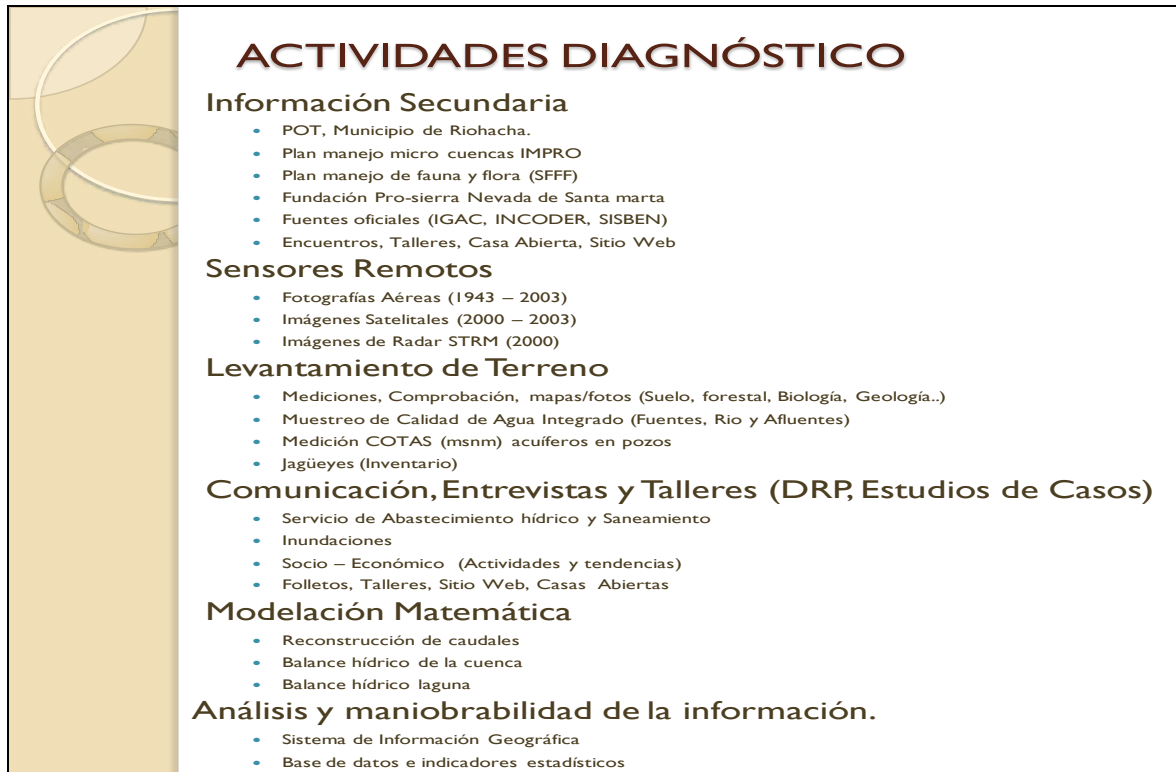 ACTIVIDADES DIAGNÓSTICO
Información Secundaria
• POT, Municipio de Riohacha.
• Plan manejo micro cuencas IMPRO
• Plan manejo de fauna y flora (SFFF)
• Fundación Pro-sierra Nevada de Santa marta
• Fuentes oficiales (IGAC, INCODER, SISBEN)
• Encuentros, Talleres, Casa Abierta, Sitio Web
Sensores Remotos
• Fotografías Aéreas (1943 – 2003)
• Imágenes Satelitales (2000 – 2003)
• Imágenes de Radar STRM (2000)
Levantamiento de Terreno
• Mediciones, Comprobación, mapas/fotos (Suelo, forestal, Biología, Geología..)
• Muestreo de Calidad de Agua Integrado (Fuentes, Rio y Afluentes)
• Medición COTAS (msnm) acuíferos en pozos
• Jagüeyes (Inventario)
Comunicación, Entrevistas y Talleres (DRP, Estudios de Casos)
• Servicio de Abastecimiento hídrico y Saneamiento
• Inundaciones
• Socio – Económico (Actividades y tendencias)
• Folletos, Talleres, Sitio Web, Casas Abiertas
Modelación Matemática
• Reconstrucción de caudales
• Balance hídrico de la cuenca
• Balance hídrico laguna
Análisis y maniobrabilidad de la información.
• Sistema de Información Geográfica
• Base de datos e indicadores estadísticos